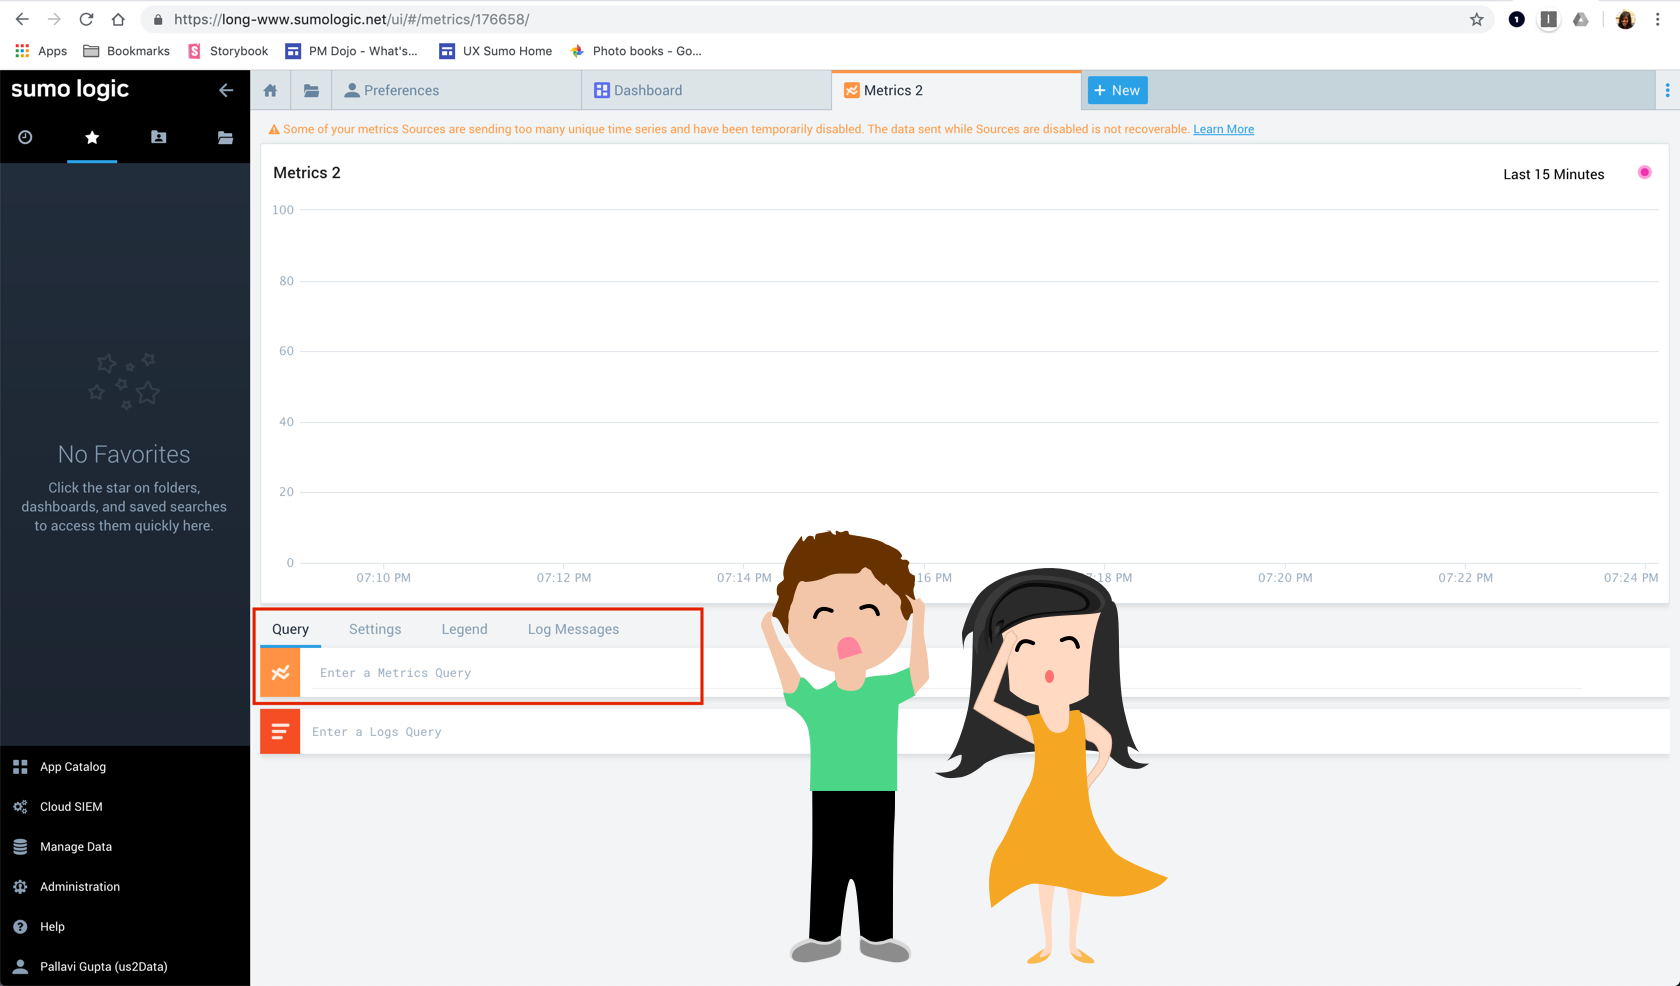 https://long-www.sumologic.net/ui/#/metrics/176658/
Apps
Bookmarks
Storybook
PM Dojo - What's...
UX Sumo Home
Photo books - Go...
sumo logic
Preferences
Dashboard
Metrics 2
+ New
Some of your metrics Sources are sending too many unique time series and have been temporarily disabled. The data sent while Sources are disabled is not recoverable. Learn More
Metrics 2
Last 15 Minutes
100
80
60
40
20
0
07:10 PM
07:12 PM
07:14 PM
16 PM
:18 PM
07:20 PM
07:22 PM
07:24 PM
No Favorites
Click the star on folders,
dashboards, and saved searches
to access them quickly here.
Query
Settings
Legend
Log Messages
Enter a Metrics Query
Enter a Logs Query
App Catalog
Cloud SIEM
Manage Data
Administration
Help
Pallavi Gupta (us2Data)